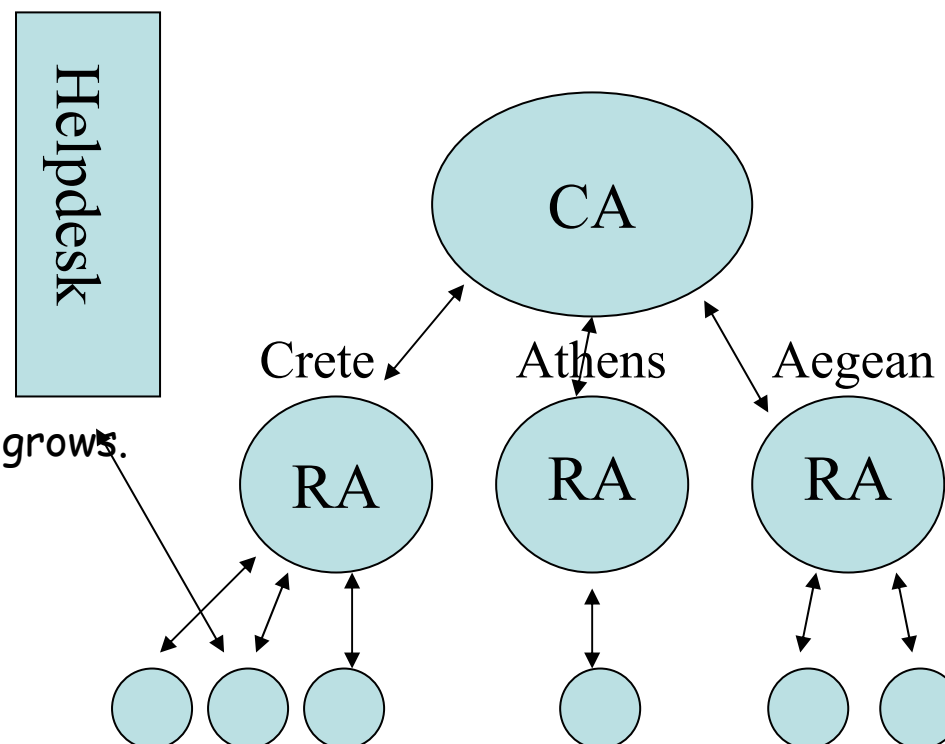 Helpdesk
CA
Crete
Athens
Aegean
grows.
RA
RA
RA